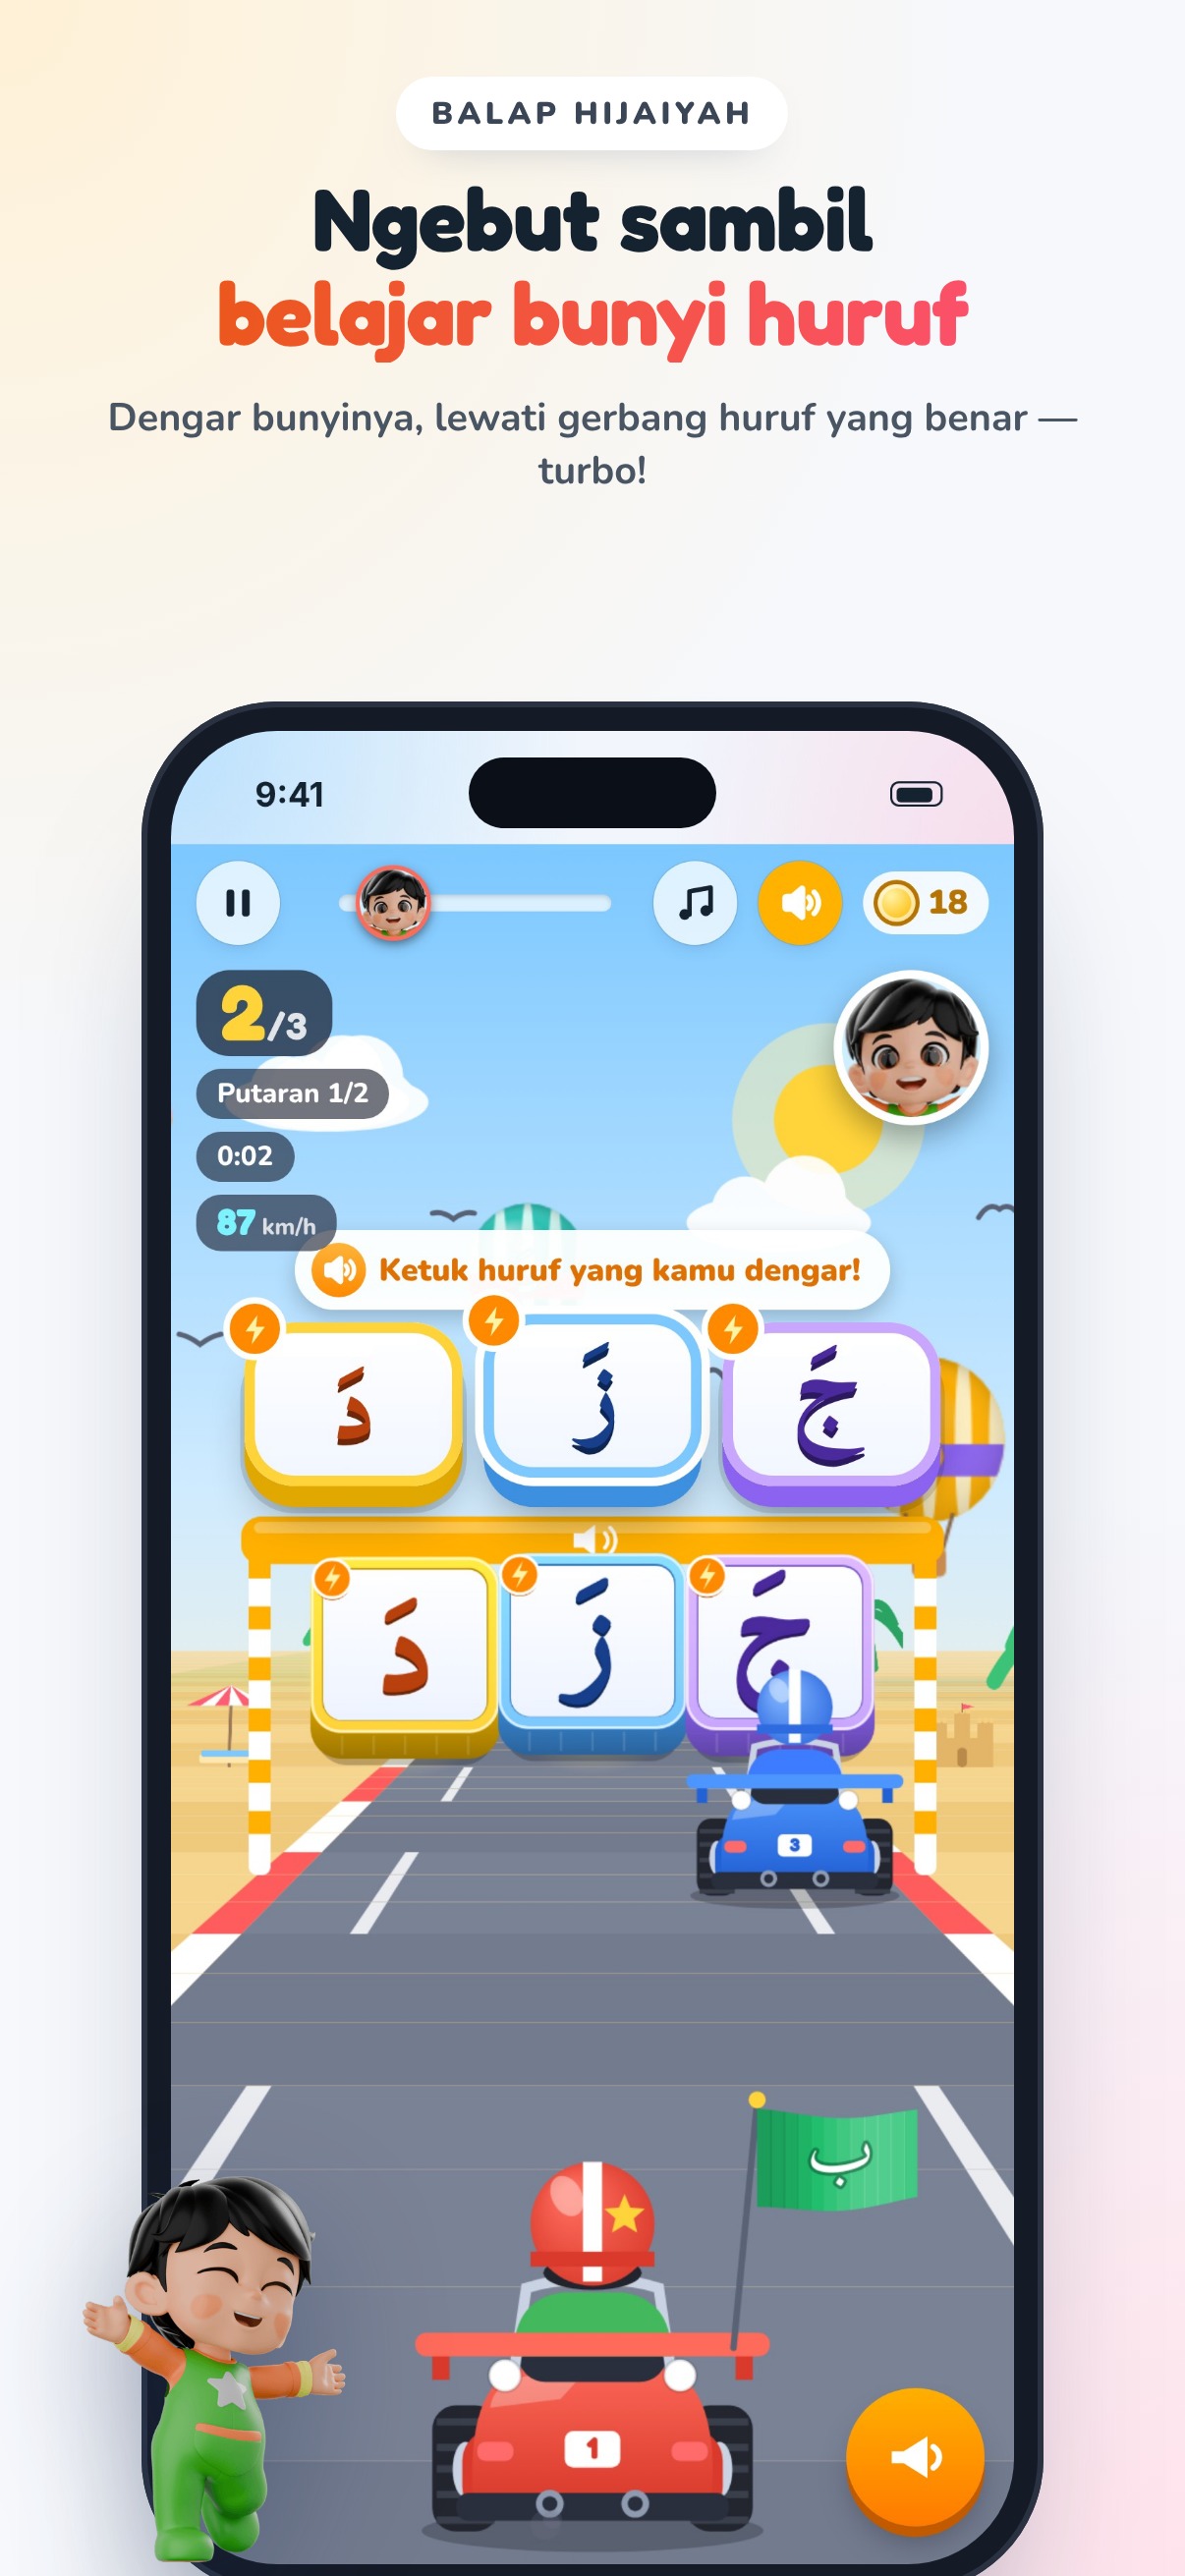 BALAP HIJAIYAH
Ngebut sambil
belajar bunyi huruf
Dengar bunyinya, lewati gerbang huruf yang benar —
turbo!
9:41
18
2/3
Putaran 1/2
0:02
87 km/h
Ketuk huruf yang kamu dengar!
دَ زَ جَ
دَ زَ جَ
3
ب
1